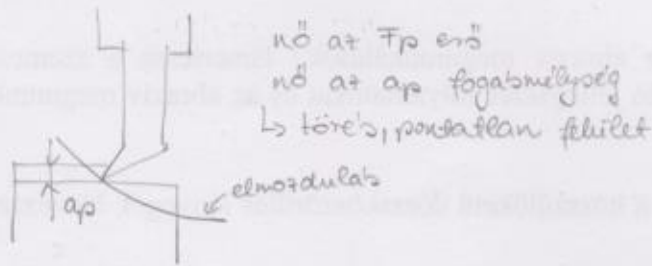 nő az Fp erő
nő az ap fogásmélység
↳ törés, pontatlan felület
elmozdulás
ap